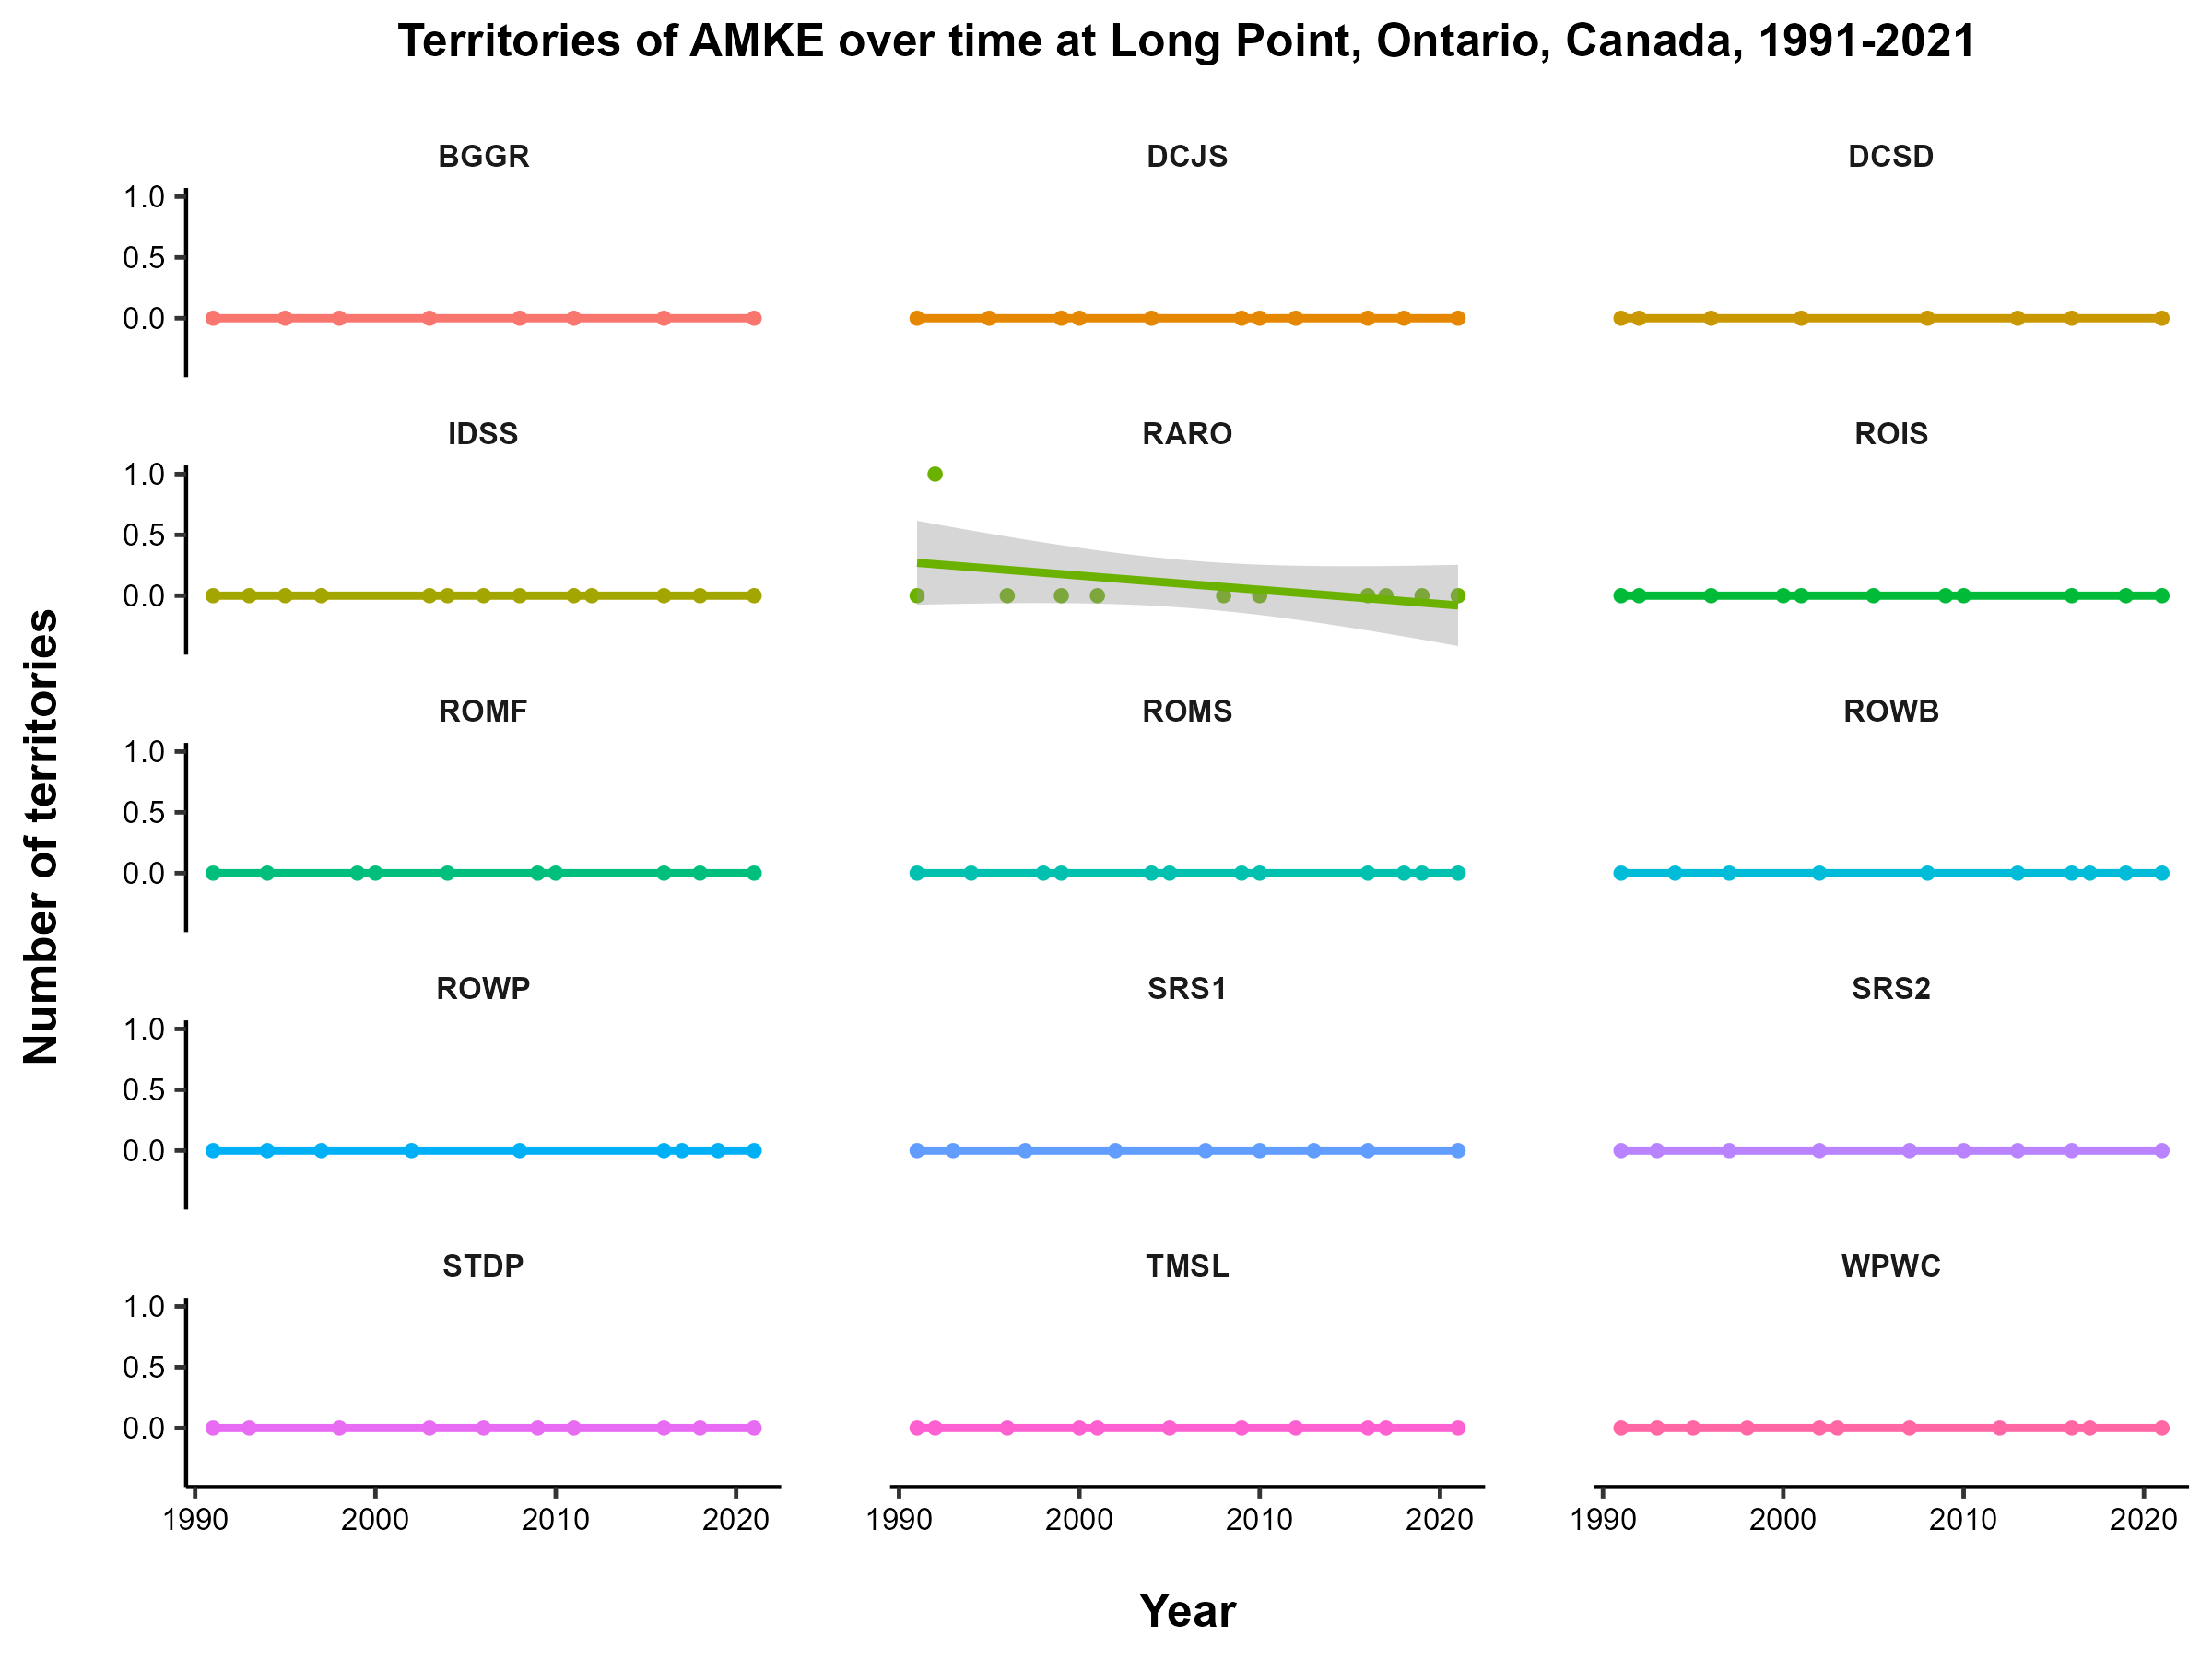 Territories of AMKE over time at Long Point, Ontario, Canada, 1991-2021
BGGR DCJS DCSD
1.0
0.5
0.0
IDSS RARO ROIS
1.0
0.5
0.0
ROMF ROMS ROWB
1.0
0.5
0.0
ROWP SRS1 SRS2
1.0
0.5
0.0
STDP TMSL WPWC
1.0
0.5
0.0
1990 2000 2010 2020 1990 2000 2010 2020 1990 2000 2010 2020
Number of territories
Year